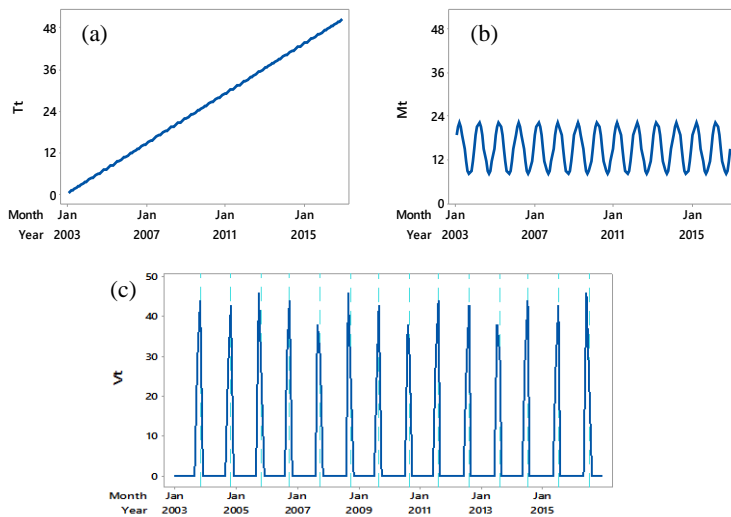 (a)
48
36
24
12
0
Tt
Month Jan Jan Jan Jan
Year 2003 2007 2011 2015
(b)
48
36
24
12
0
Mt
Month Jan Jan Jan Jan
Year 2003 2007 2011 2015
(c)
50
40
30
20
10
0
Vt
Month Jan Jan Jan Jan Jan Jan Jan
Year 2003 2005 2007 2009 2011 2013 2015